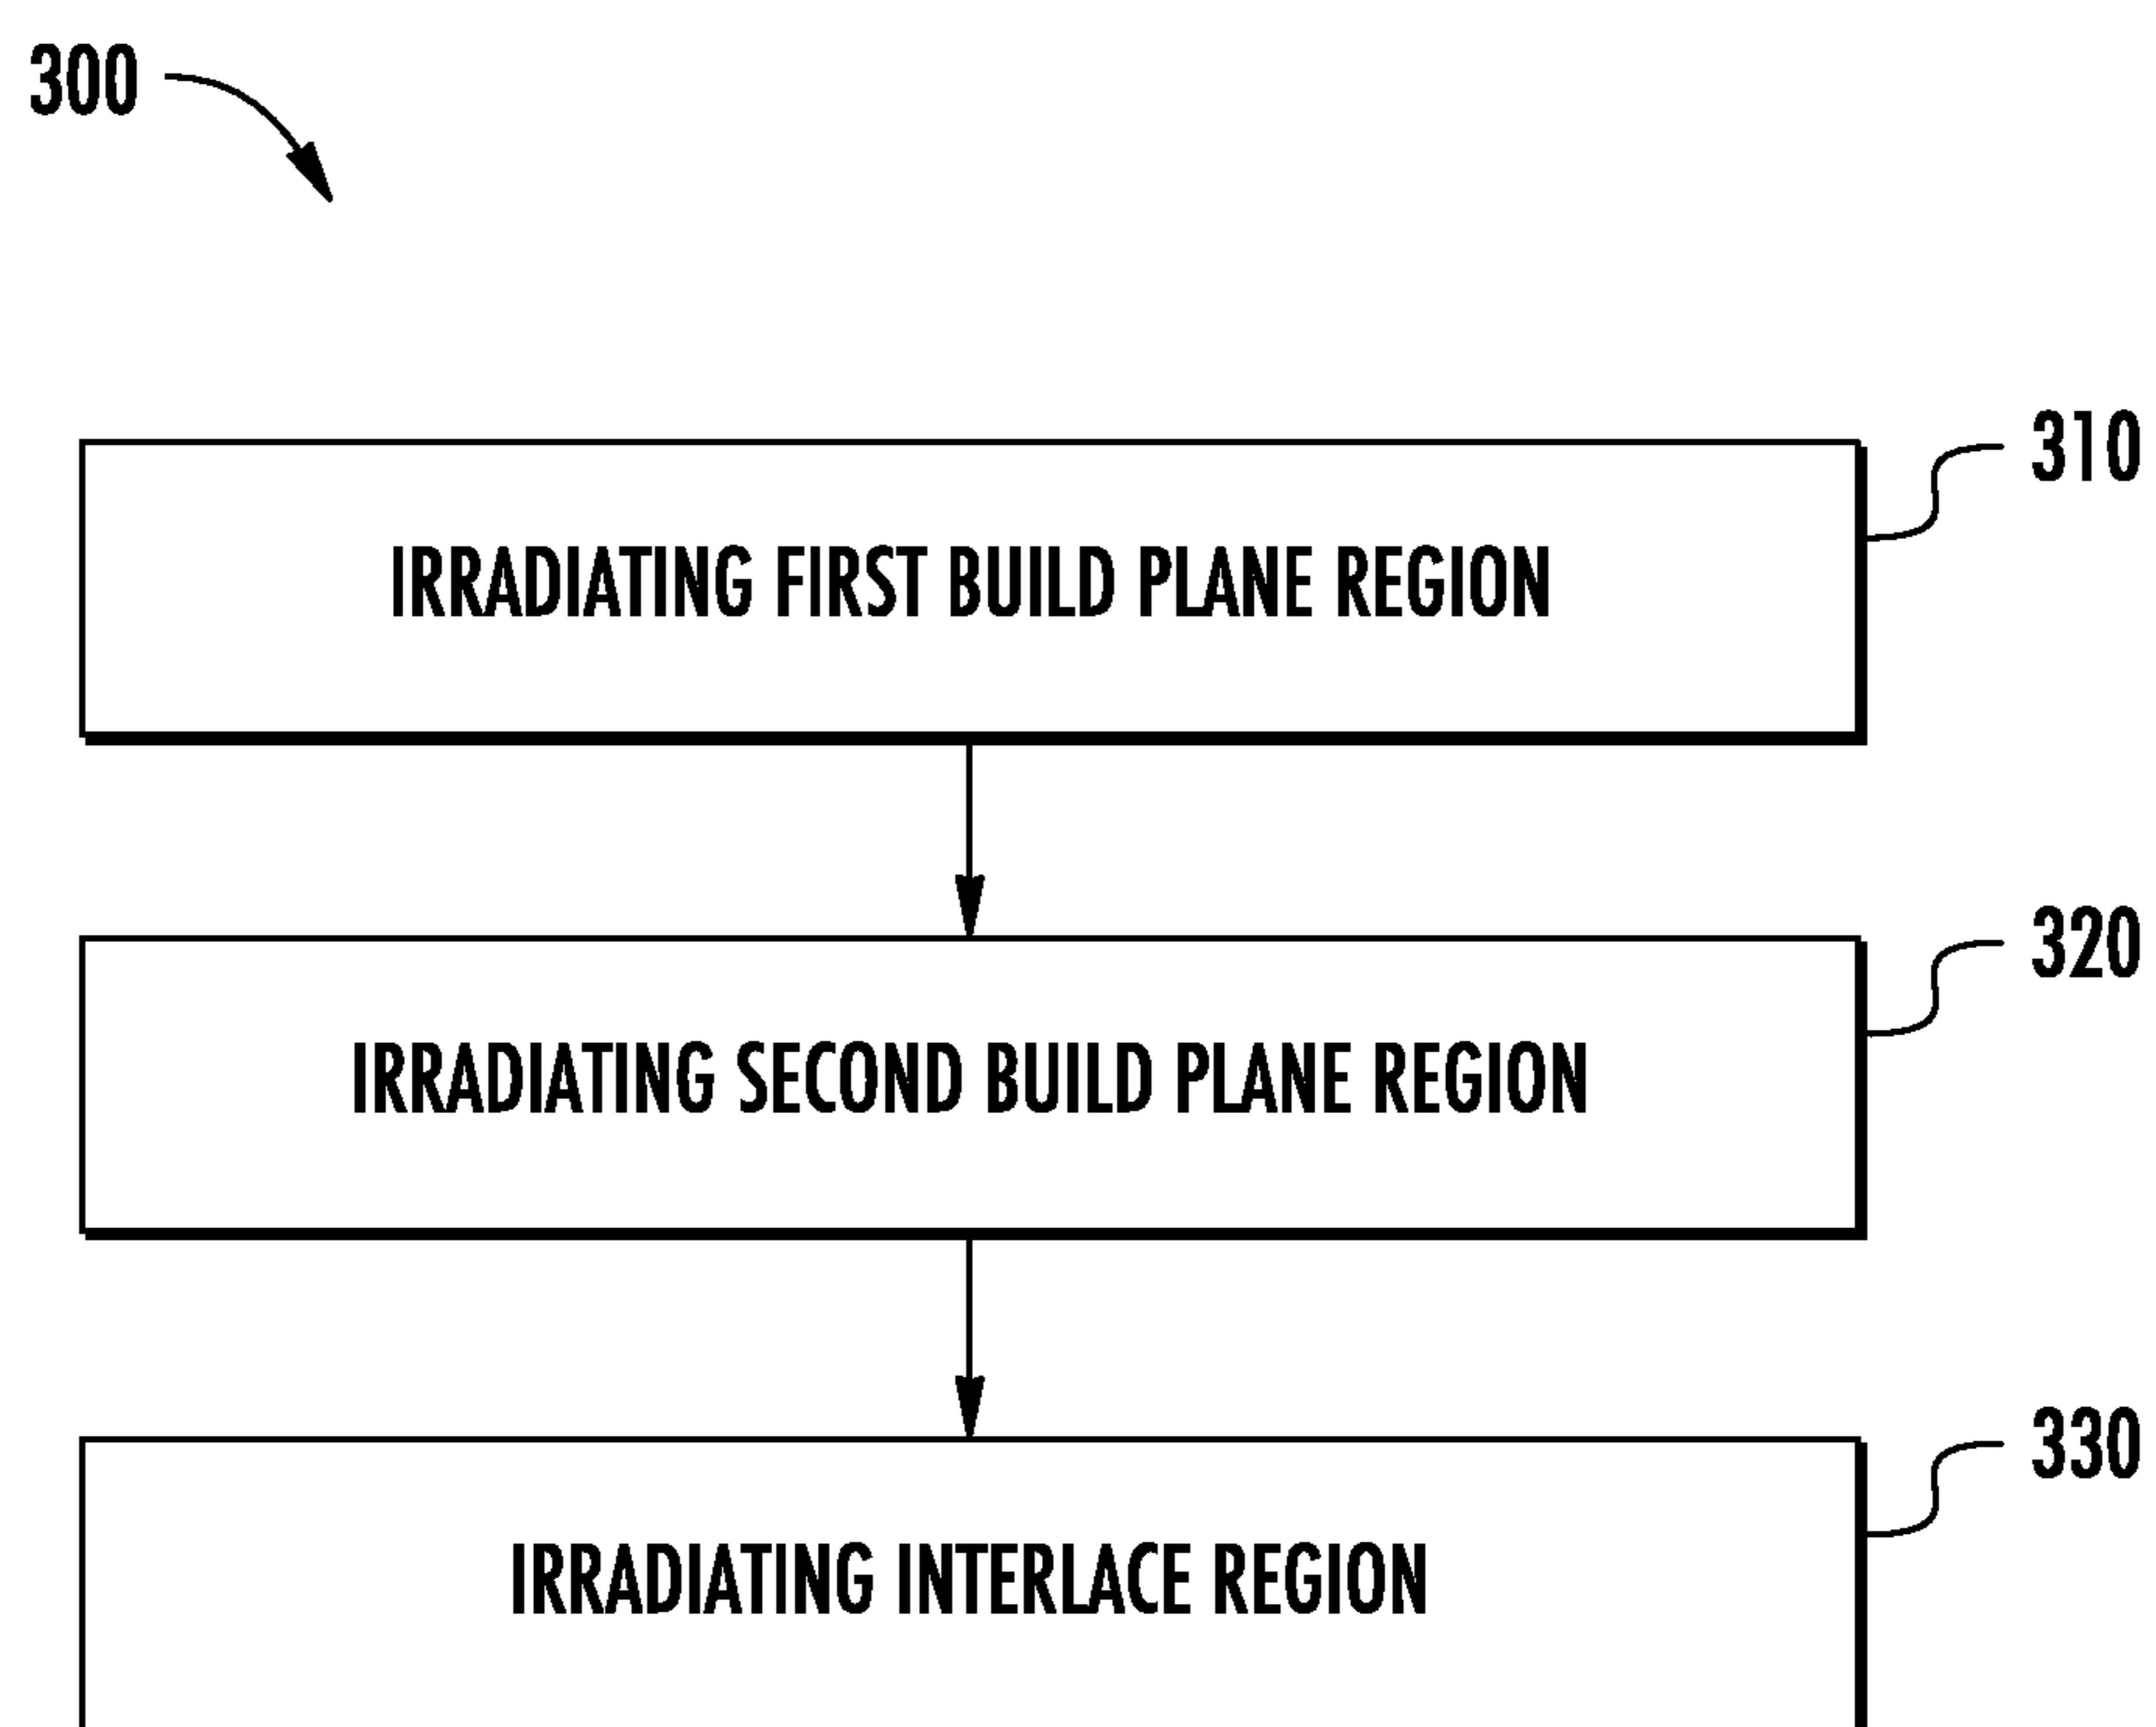 300
310
IRRADIATING FIRST BUILD PLANE REGION
320
IRRADIATING SECOND BUILD PLANE REGION
330
IRRADIATING INTERLACE REGION